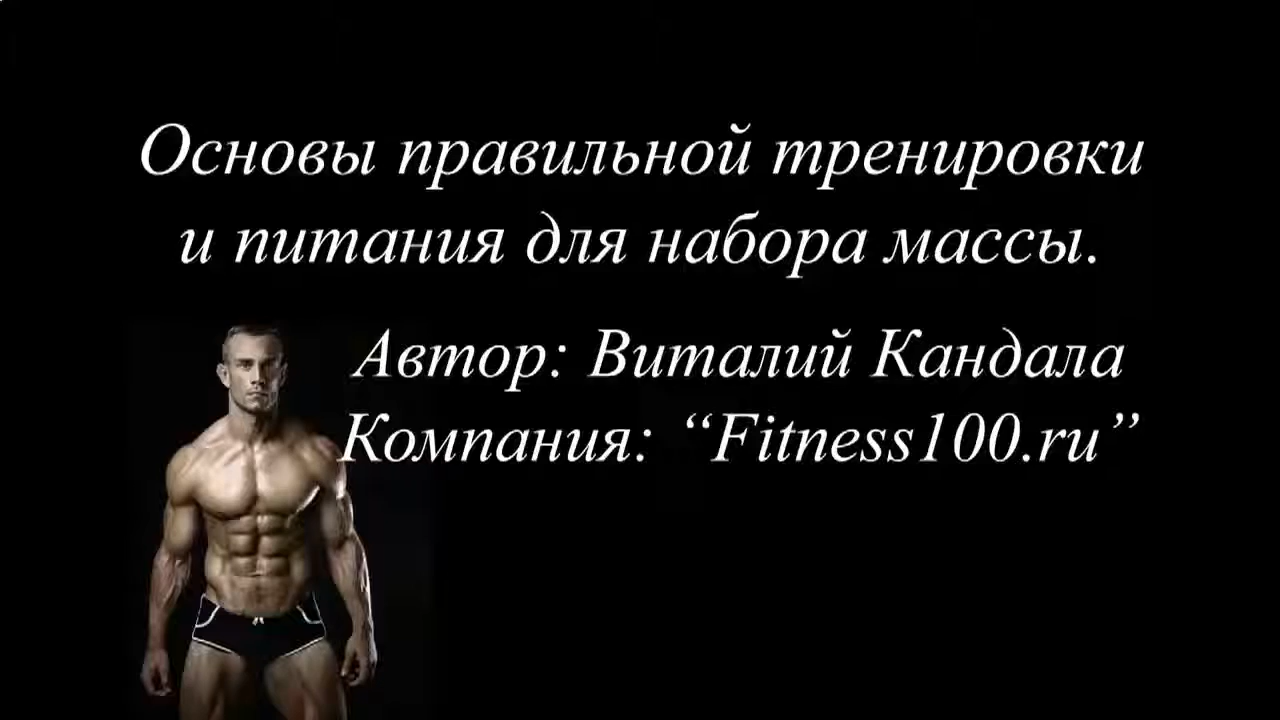 Основы правильной тренировки
и питания для набора массы.
Автор: Виталий Кандала
Компания: “Fitness100.ru”